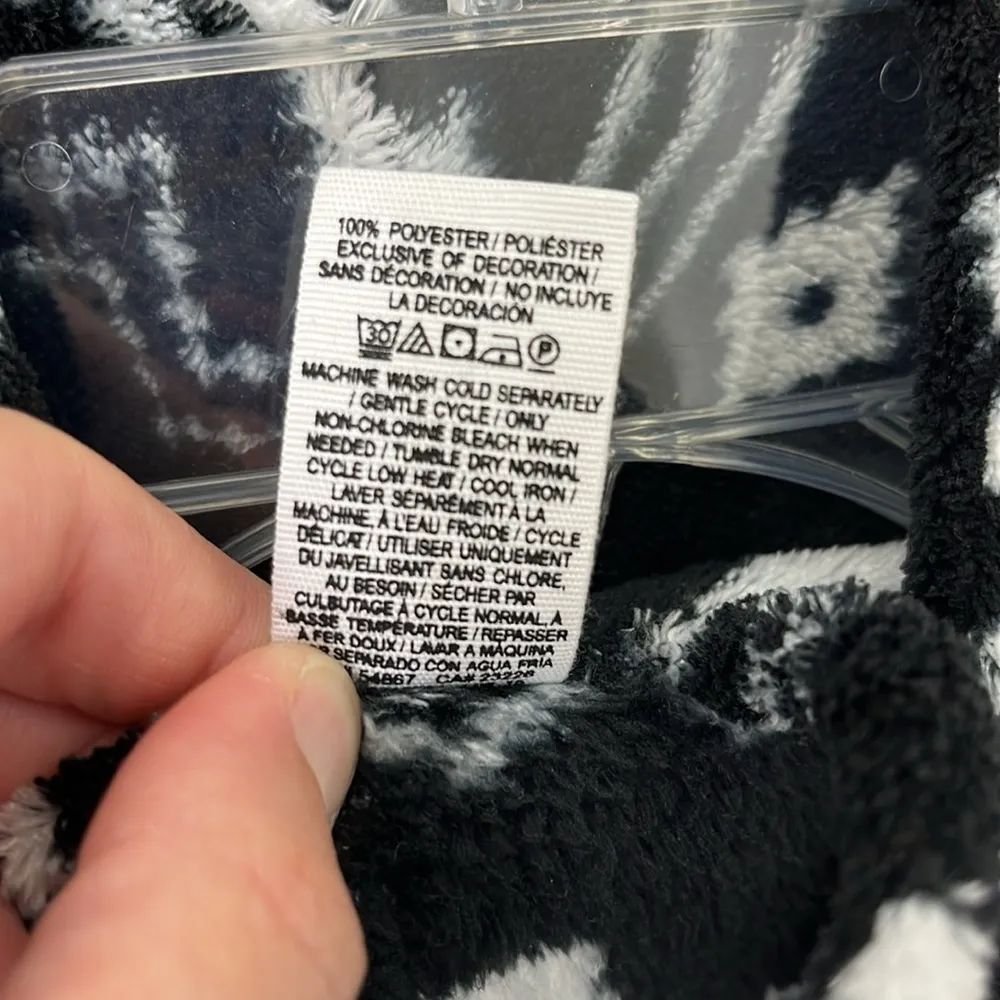 100% POLYESTER / POLIÉSTER
EXCLUSIVE OF DECORATION /
SANS DÉCORATION / NO INCLUYE
LA DECORACIÓN
30 P
MACHINE WASH COLD SEPARATELY
/ GENTLE CYCLE / ONLY
NON-CHLORINE BLEACH WHEN
NEEDED / TUMBLE DRY NORMAL
CYCLE LOW HEAT / COOL IRON /
LAVER SÉPARÉMENT À LA
MACHINE À L'EAU FROIDE / CYCLE
DÉLICAT / UTILISER UNIQUEMENT
DU JAVELLISANT SANS CHLORE,
AU BESOIN / SÉCHER PAR
CULBUTAGE À CYCLE NORMAL, À
BASSE TEMPÉRATURE / REPASSER
À FER DOUX / LAVAR A MÁQUINA
SEPARADO CON AGUA FRÍA
54867 CA# 23226